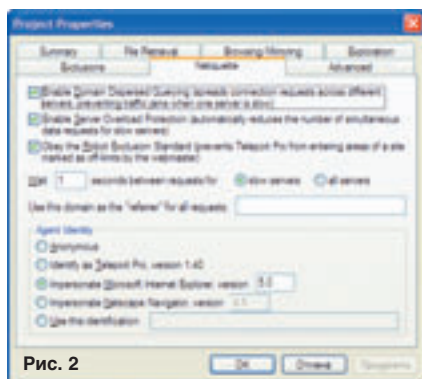 Project Properties
Summary File Retrieval Browsing/Mirroring Exploration
Exclusions Netiquette Advanced
Enable Domain Dispersed Querying (spreads connection requests across different
servers, preventing traffic jams when one server is slow)
Enable Server Overload Protection (automatically reduces the number of simultaneous
data requests for slow servers)
Obey the Robot Exclusion Standard (prevents Teleport Pro from entering areas of a site
marked as off-limits by the webmaster)
Wait 1 seconds between requests for slow servers all servers
Use this domain as the "referrer" for all requests:
Agent Identity
Anonymous
Identify as Teleport Pro, version 1.40
Impersonate Microsoft Internet Explorer, version 5.0
Impersonate Netscape Navigator, version
Use this identification:
OK Отмена Применить
Рис. 2